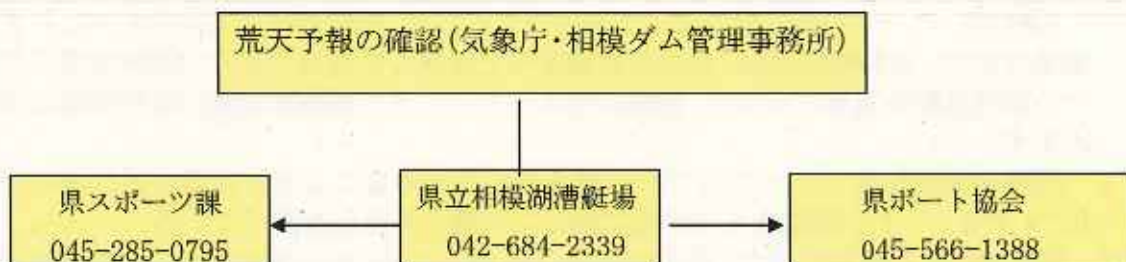 荒天予報の確認(気象庁・相模ダム管理事務所)
県スポーツ課
045-285-0795
県立相模湖漕艇場
042-684-2339
県ボート協会
045-566-1388